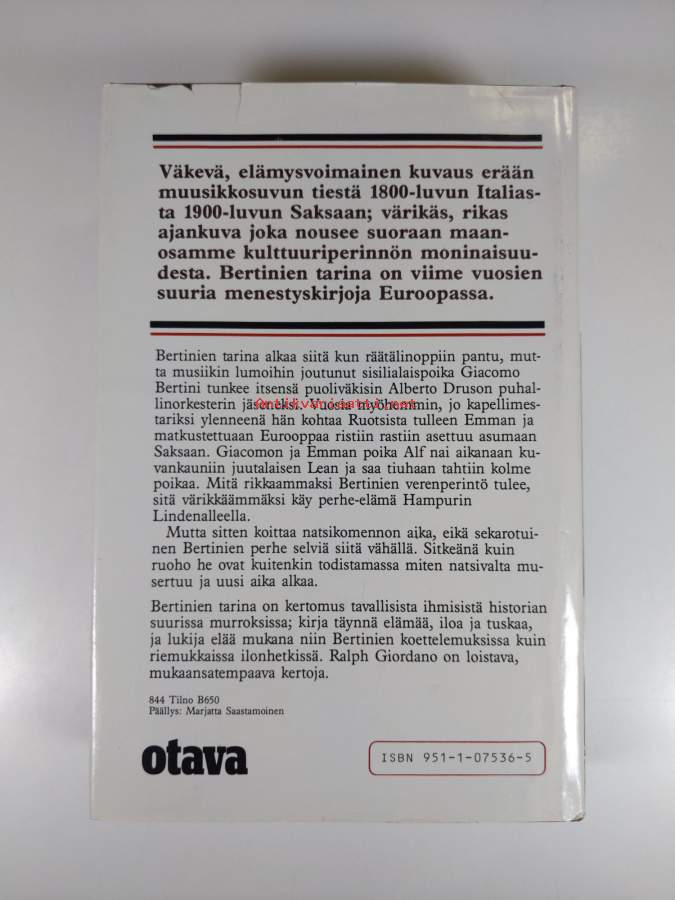 Väkevä, elämysvoimainen kuvaus erään
muusikkosuvun tiestä 1800-luvun Italias-
ta 1900-luvun Saksaan; värikäs, rikas
ajankuva joka nousee suoraan maan-
osamme kulttuuriperinnön moninaisuu-
desta. Bertinien tarina on viime vuosien
suuria menestyskirjoja Euroopassa.
Bertinien tarina alkaa siitä kun räätälinoppiin pantu, mut-
ta musiikin lumoihin joutunut sisilialaispoika Giacomo
Bertini tunkee itsensä puoliväkisin Alberto Druson puhal-
linorkesterin jäseneksi. Vuosia myöhemmin, jo kapellimes-
Antikvariaatti.net
tariksi ylenneenä hän kohtaa Ruotsista tulleen Emman ja
matkustettuaan Eurooppaa ristiin rastiin asettuu asumaan
Saksaan. Giacomon ja Emman poika Alf nai aikanaan ku-
vankauniin juutalaisen Lean ja saa tiuhaan tahtiin kolme
poikaa. Mitä rikkaammaksi Bertinien verenperintö tulee,
sitä värikkäämmäksi käy perhe-elämä Hampurin
Lindenalleella.
Mutta sitten koittaa natsikomennon aika, eikä sekarotui-
nen Bertinien perhe selviä siitä vähällä. Sitkeänä kuin
ruoho he ovat kuitenkin todistamassa miten natsivalta mu-
sertuu ja uusi aika alkaa.
Bertinien tarina on kertomus tavallisista ihmisistä historian
suurissa murroksissa; kirja täynnä elämää, iloa ja tuskaa,
ja lukija elää mukana niin Bertinien koettelemuksissa kuin
riemukkaissa ilonhetkissä. Ralph Giordano on loistava,
mukaansatempaava kertoja.
844 Tilno B650
Päällys: Marjatta Saastamoinen
otava
ISBN 951-1-07536-5